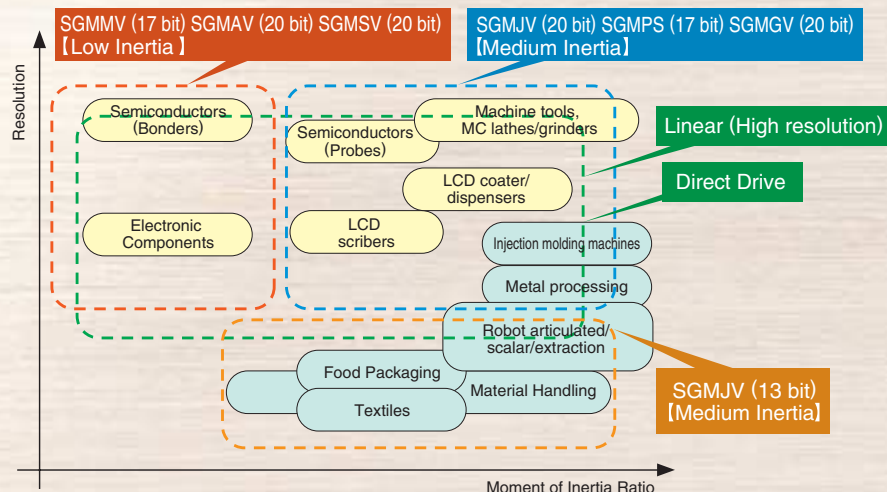 SGMMV (17 bit) SGMAV (20 bit) SGMSV (20 bit)
【Low Inertia】
SGMJV (20 bit) SGMPS (17 bit) SGMGV (20 bit)
【Medium Inertia】
Resolution
Semiconductors
(Bonders)
Semiconductors
(Probes)
Machine tools,
MC lathes/grinders
Linear (High resolution)
LCD coater/
dispensers
Direct Drive
Electronic
Components
LCD
scribers
Injection molding machines
Metal processing
Robot articulated/
scalar/extraction
Food Packaging
Material Handling
Textiles
SGMJV (13 bit)
【Medium Inertia】
Moment of Inertia Ratio